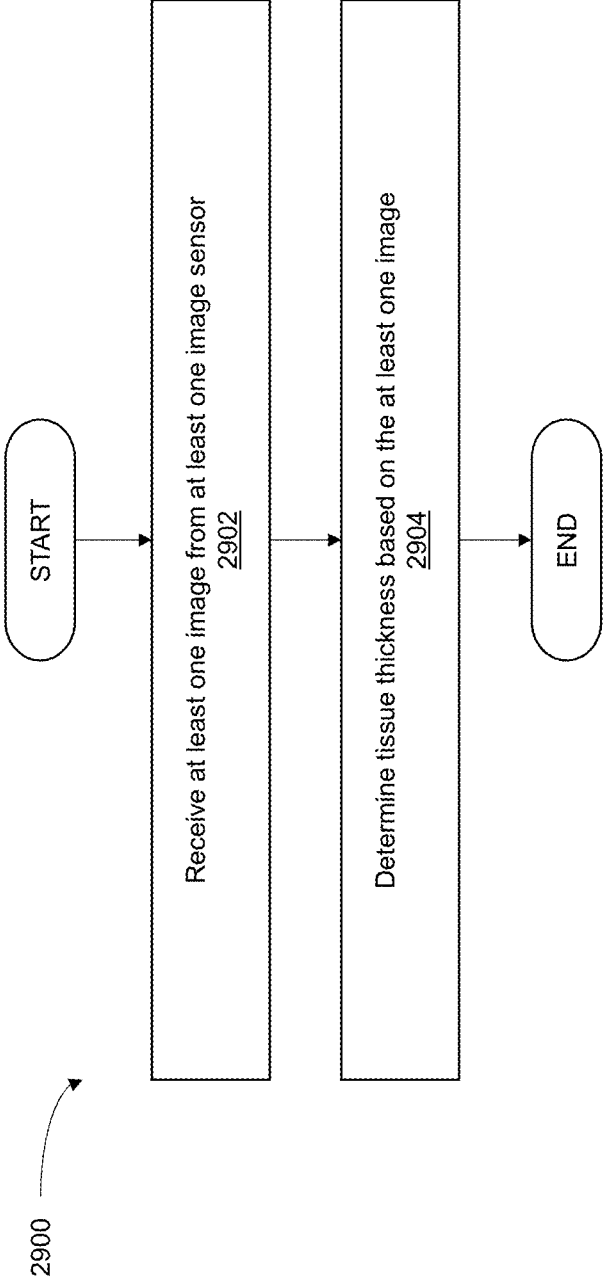 2900
START
Receive at least one image from at least one image sensor
2902
Determine tissue thickness based on the at least one image
2904
END